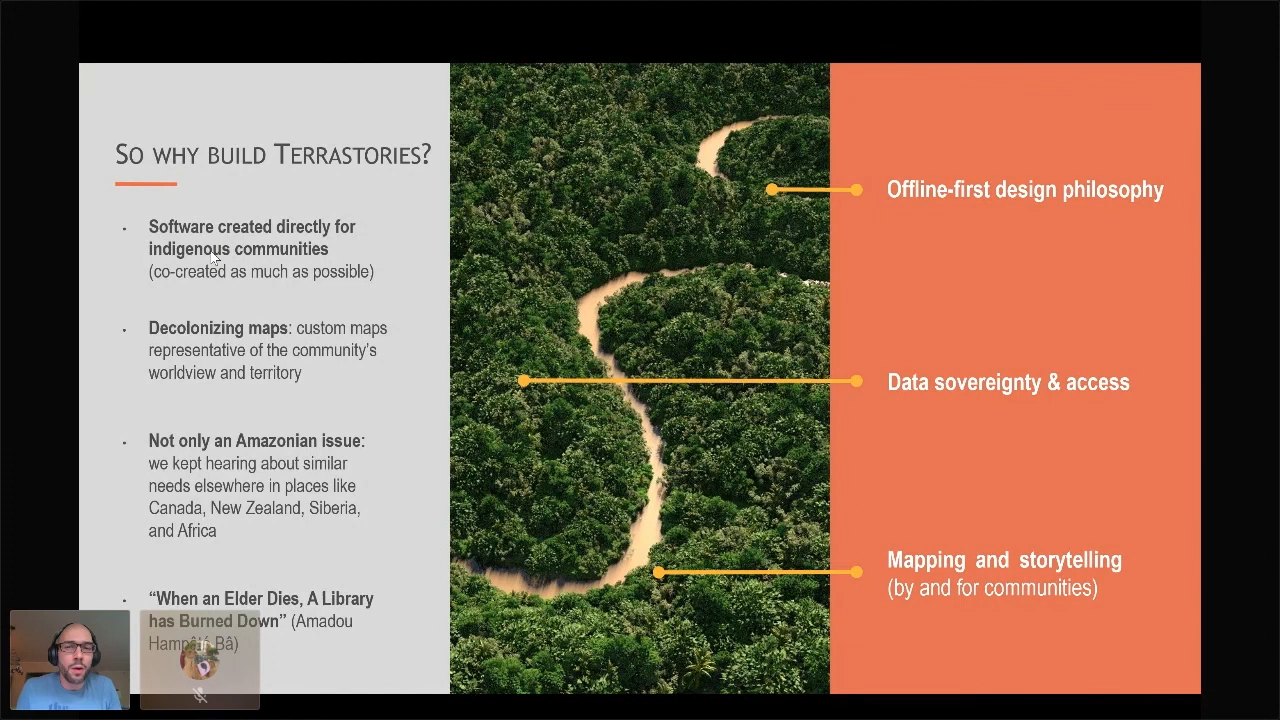 SO WHY BUILD TERRASTORIES?
• Software created directly for
indigenous communities
(co-created as much as possible)
• Decolonizing maps: custom maps
representative of the community's
worldview and territory
• Not only an Amazonian issue:
we kept hearing about similar
needs elsewhere in places like
Canada, New Zealand, Siberia,
and Africa
• “When an Elder Dies, A Library
has Burned Down” (Amadou
Hampâté Bâ)
Offline-first design philosophy
Data sovereignty & access
Mapping and storytelling
(by and for communities)